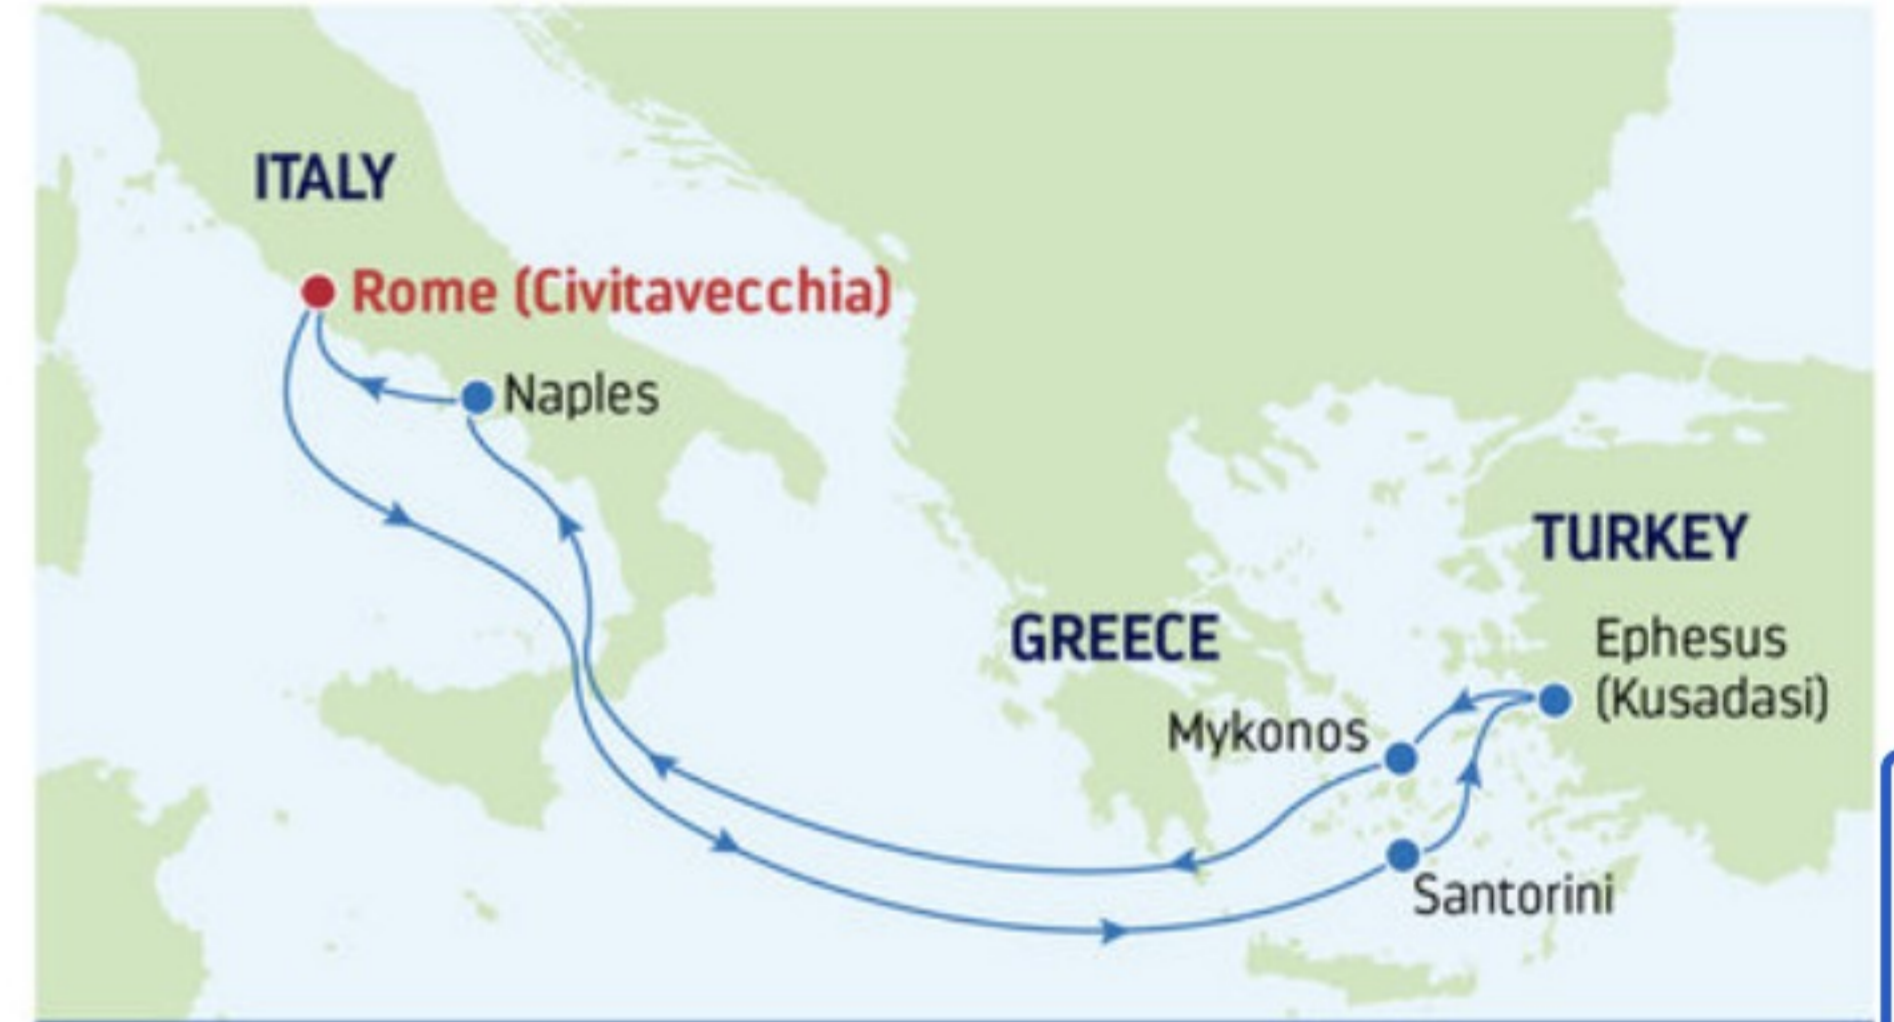 ITALY
Rome (Civitavecchia)
Naples
TURKEY
GREECE
Ephesus
(Kusadasi)
Mykonos
Santorini